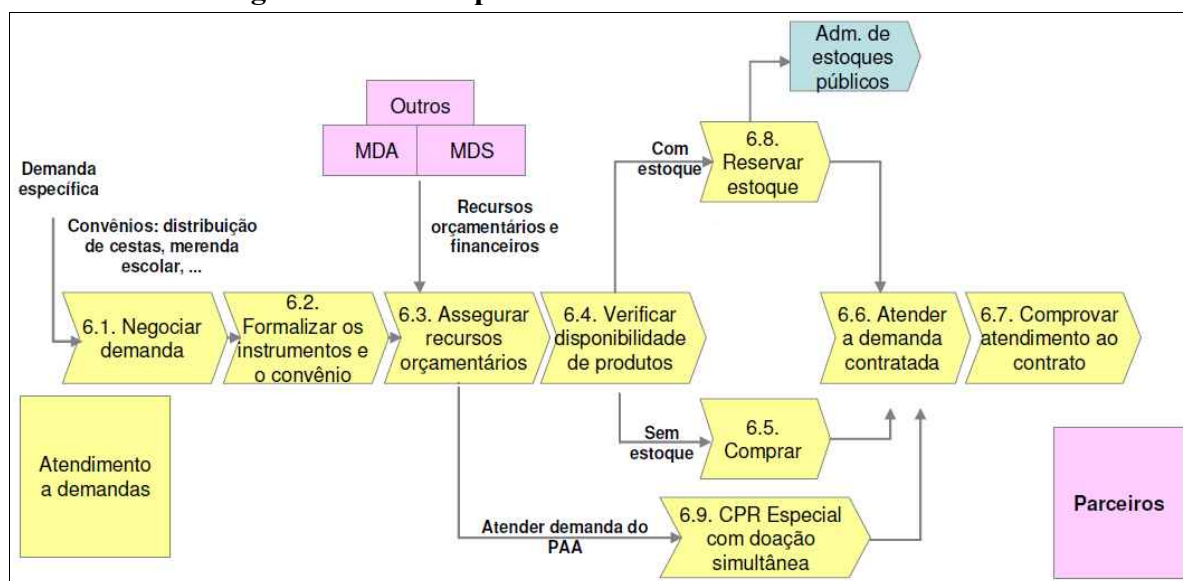 Adm. de
estoques
públicos
Outros
MDA
MDS
Demanda
específica
Convênios: distribuição
de cestas, merenda
escolar, ...
Recursos
orçamentários e
financeiros
Com
estoque
6.8.
Reservar
estoque
6.1. Negociar
demanda
6.2.
Formalizar os
instrumentos e
o convênio
6.3. Assegurar
recursos
orçamentários
6.4. Verificar
disponibilidade
de produtos
6.6. Atender
a demanda
contratada
6.7. Comprovar
atendimento ao
contrato
Sem
estoque
6.5.
Comprar
Atendimento
a demandas
Atender demanda do
PAA
6.9. CPR Especial
com doação
simultânea
Parceiros